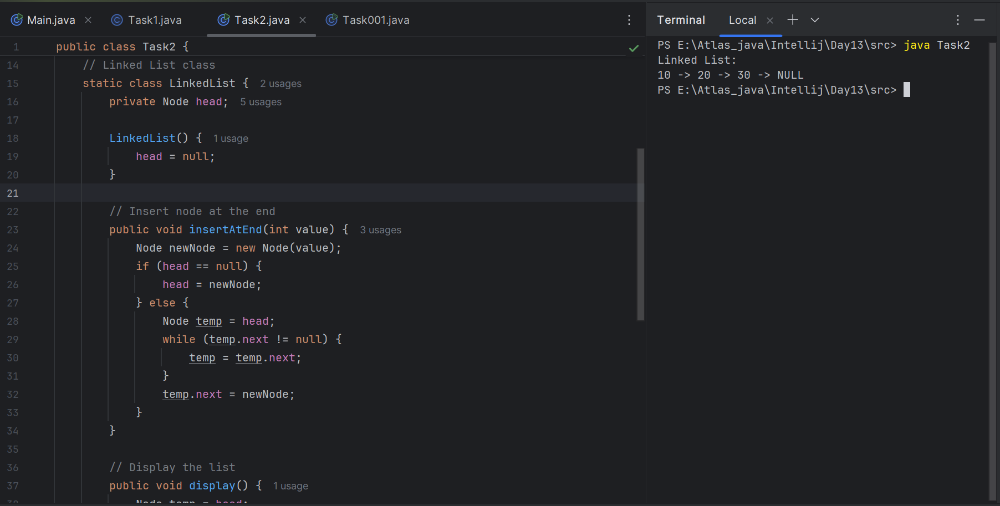 Main.java Task1.java Task2.java Task001.java
1 public class Task2 {
14 // Linked List class
15 static class LinkedList { 2 usages
16 private Node head; 5 usages
17
18 LinkedList() { 1 usage
19 head = null;
20 }
21
22 // Insert node at the end
23 public void insertAtEnd(int value) { 3 usages
24 Node newNode = new Node(value);
25 if (head == null) {
26 head = newNode;
27 } else {
28 Node temp = head;
29 while (temp.next != null) {
30 temp = temp.next;
31 }
32 temp.next = newNode;
33 }
34 }
35
36 // Display the list
37 public void display() { 1 usage
38 Node temp = head;
Terminal Local
PS E:\Atlas_java\Intellij\Day13\src> java Task2
Linked List:
10 -> 20 -> 30 -> NULL
PS E:\Atlas_java\Intellij\Day13\src>